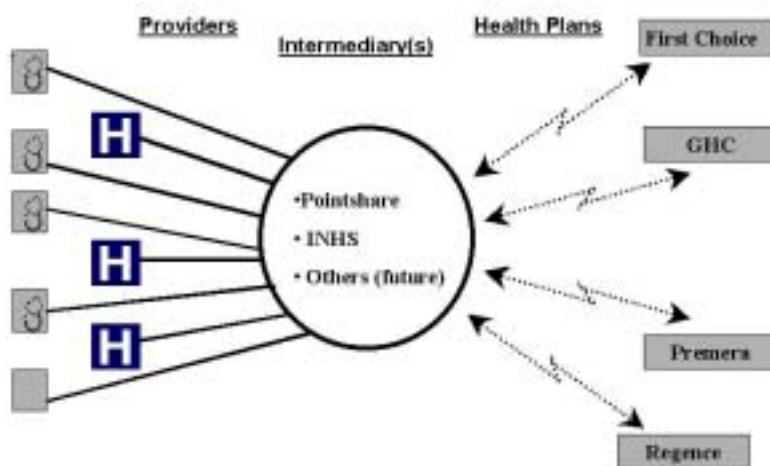 Providers
Intermediary(s)
Health Plans
First Choice
GHC
Premera
Regence
•Pointshare
• INHS
• Others (future)
H
H
H